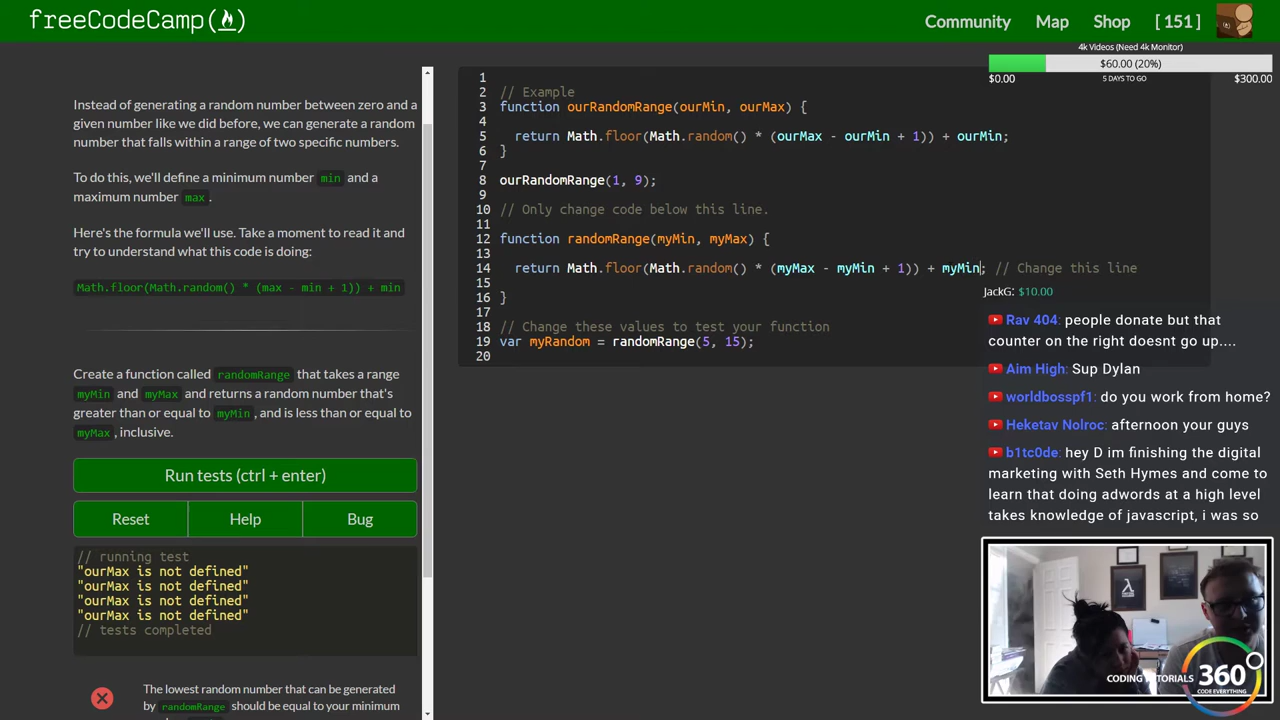 freeCodeCamp(🔥)
Community Map Shop [ 151 ]
4k Videos (Need 4k Monitor)
$60.00 (20%)
$0.00 5 DAYS TO GO $300.00
Instead of generating a random number between zero and a
given number like we did before, we can generate a random
number that falls within a range of two specific numbers.
To do this, we'll define a minimum number min and a
maximum number max .
Here's the formula we'll use. Take a moment to read it and
try to understand what this code is doing:
Math.floor(Math.random() * (max - min + 1)) + min
Create a function called randomRange that takes a range
myMin and myMax and returns a random number that's
greater than or equal to myMin , and is less than or equal to
myMax , inclusive.
Run tests (ctrl + enter)
Reset Help Bug
// running test
"ourMax is not defined"
"ourMax is not defined"
"ourMax is not defined"
"ourMax is not defined"
// tests completed
The lowest random number that can be generated
by randomRange should be equal to your minimum
1
2 // Example
3 function ourRandomRange(ourMin, ourMax) {
4
5 return Math.floor(Math.random() * (ourMax - ourMin + 1)) + ourMin;
6 }
7
8 ourRandomRange(1, 9);
9
10 // Only change code below this line.
11
12 function randomRange(myMin, myMax) {
13
14 return Math.floor(Math.random() * (myMax - myMin + 1)) + myMin; // Change this line
15
16 }
17
18 // Change these values to test your function
19 var myRandom = randomRange(5, 15);
20
JackG: $10.00
Rav 404: people donate but that
counter on the right doesnt go up....
Aim High: Sup Dylan
worldbosspf1: do you work from home?
Heketav Nolroc: afternoon your guys
b1tc0de: hey D im finishing the digital
marketing with Seth Hymes and come to
learn that doing adwords at a high level
takes knowledge of javascript, i was so
CODING TUTORIALS 360°
CODE EVERYTHING